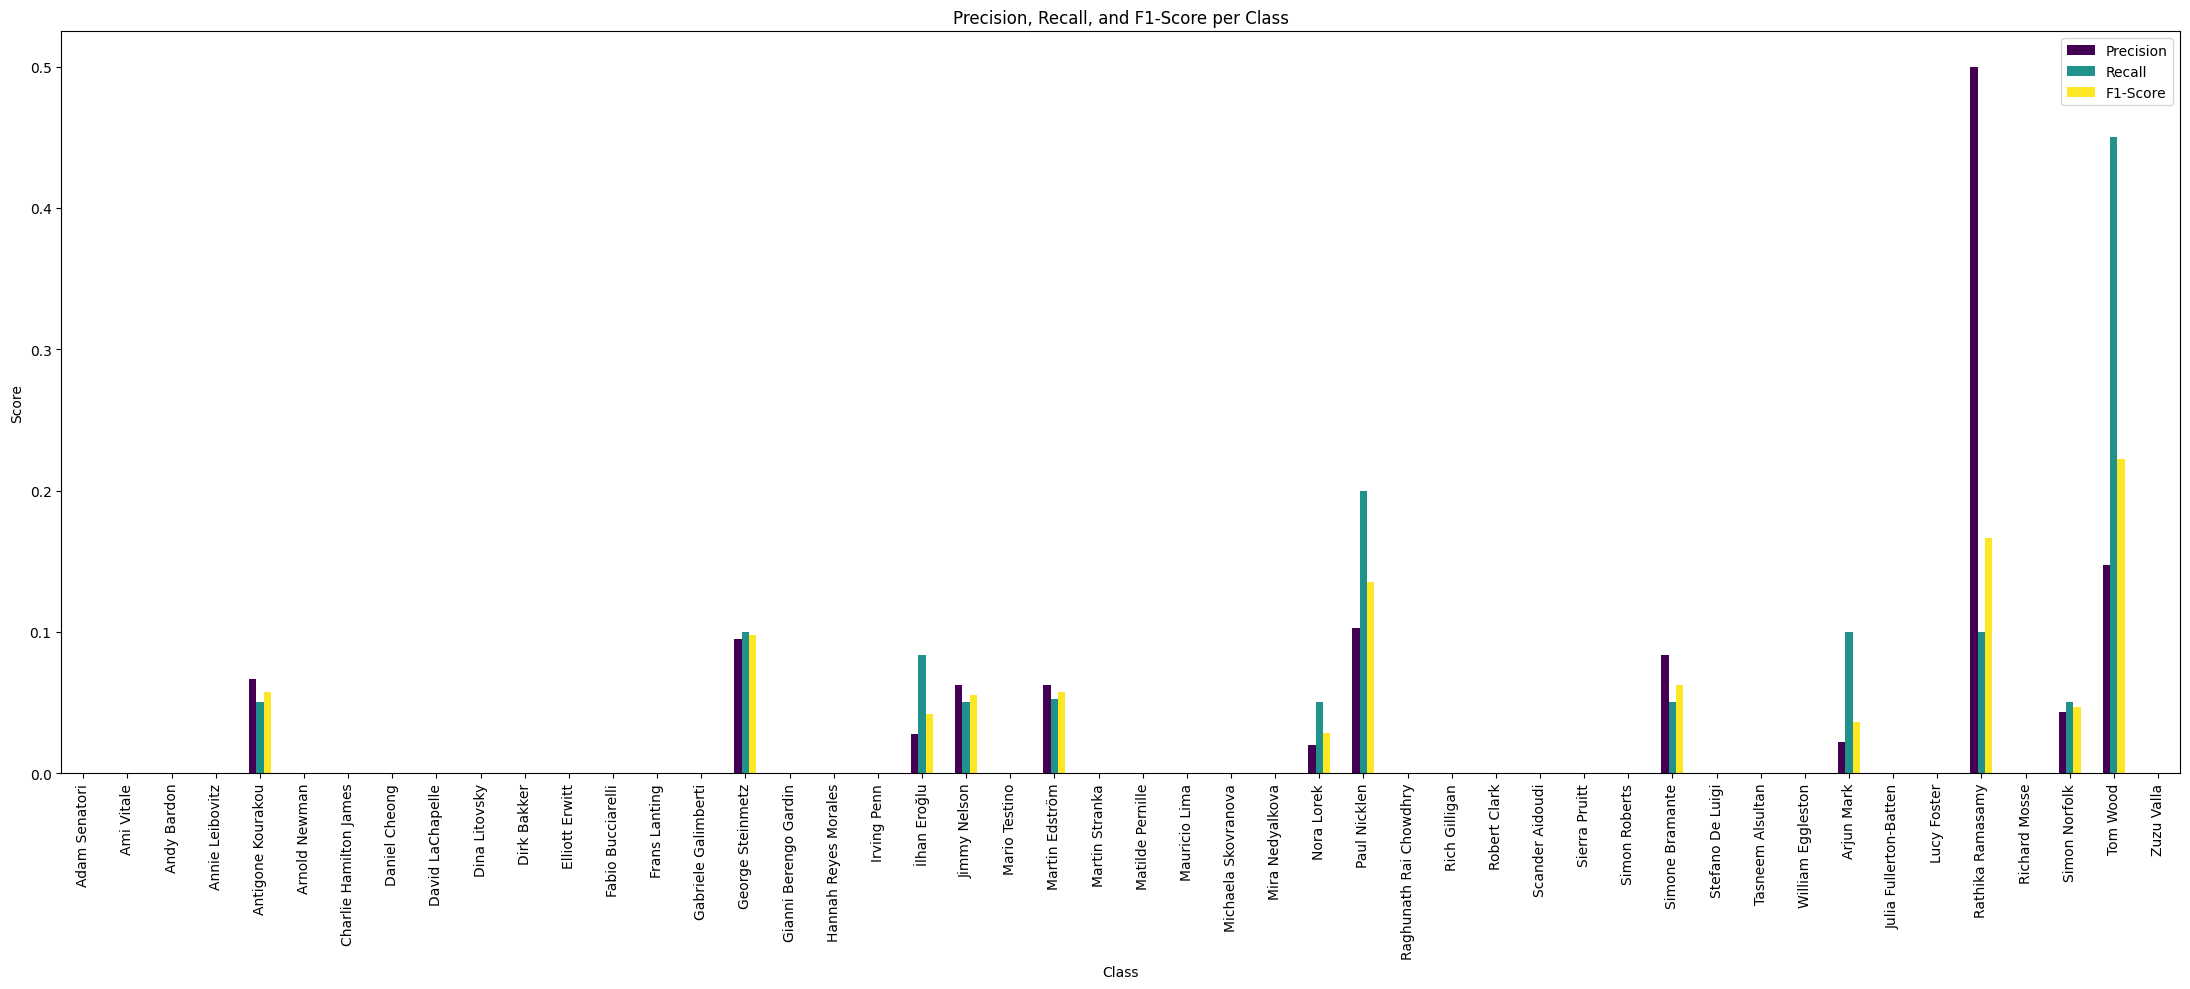 Precision, Recall, and F1-Score per Class
Precision
Recall
F1-Score
0.5
0.4
0.3
0.2
0.1
0.0
Score
Adam Senatori
Ami Vitale
Andy Bardon
Annie Leibovitz
Antigone Kourakou
Arnold Newman
Charlie Hamilton James
Daniel Cheong
David LaChapelle
Dina Litovsky
Dirk Bakker
Elliott Erwitt
Fabio Bucciarelli
Frans Lanting
Gabriele Galimberti
George Steinmetz
Gianni Berengo Gardin
Hannah Reyes Morales
Irving Penn
İlhan Eroğlu
Jimmy Nelson
Mario Testino
Martin Edström
Martin Stranka
Matilde Pernille
Mauricio Lima
Michaela Skovranova
Mira Nedyalkova
Nora Lorek
Paul Nicklen
Raghunath Rai Chowdhry
Rich Gilligan
Robert Clark
Scander Aidoudi
Sierra Pruitt
Simon Roberts
Simone Bramante
Stefano De Luigi
Tasneem Alsultan
William Eggleston
Arjun Mark
Julia Fullerton-Batten
Lucy Foster
Rathika Ramasamy
Richard Mosse
Simon Norfolk
Tom Wood
Zuzu Valla
Class